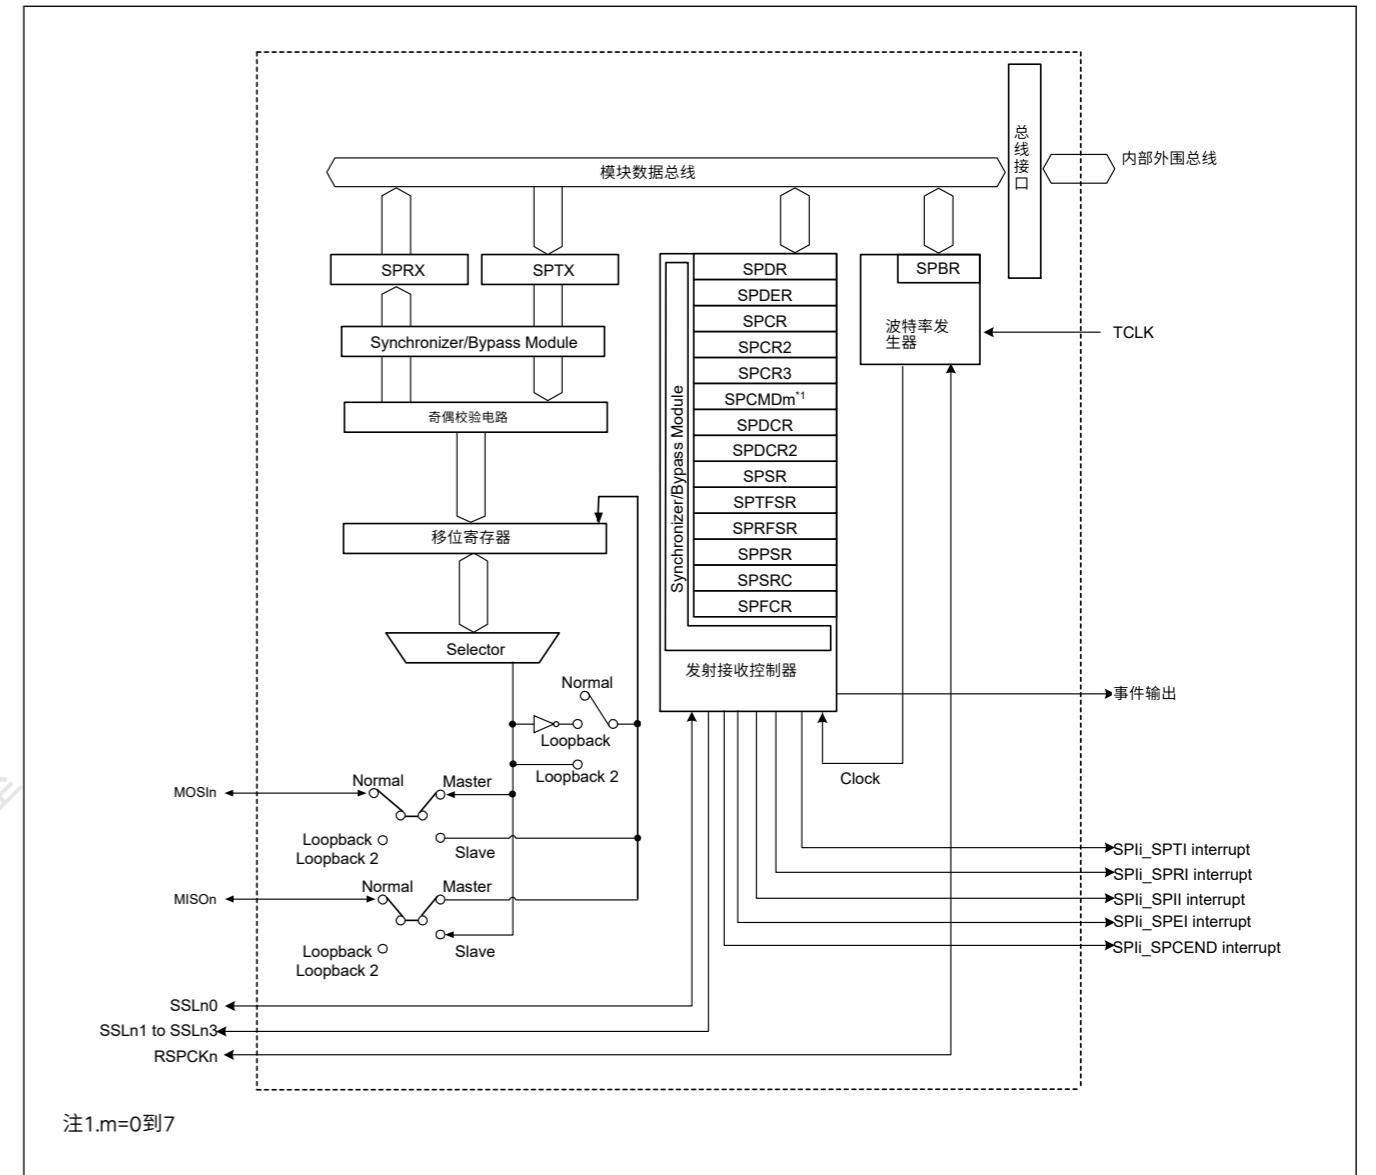 总线接口
内部外围总线
模块数据总线
SPRX
SPTX
Synchronizer/Bypass Module
奇偶校验电路
移位寄存器
Selector
Normal
Loopback
Loopback 2
Synchronizer/Bypass Module
SPDR
SPDER
SPCR
SPCR2
SPCR3
SPCMDm*1
SPDCR
SPDCR2
SPSR
SPTFSR
SPRFSR
SPPSR
SPSRC
SPFCR
发射接收控制器
SPBR
波特率发
生器
TCLK
事件输出
Clock
MOSIn
Normal
Master
Loopback
Loopback 2
Slave
MISOn
Normal
Master
Loopback
Loopback 2
Slave
SPIi_SPTI interrupt
SPIi_SPRI interrupt
SPIi_SPII interrupt
SPIi_SPEI interrupt
SPIi_SPCEND interrupt
SSLn0
SSLn1 to SSLn3
RSPCKn
注1.m=0到7